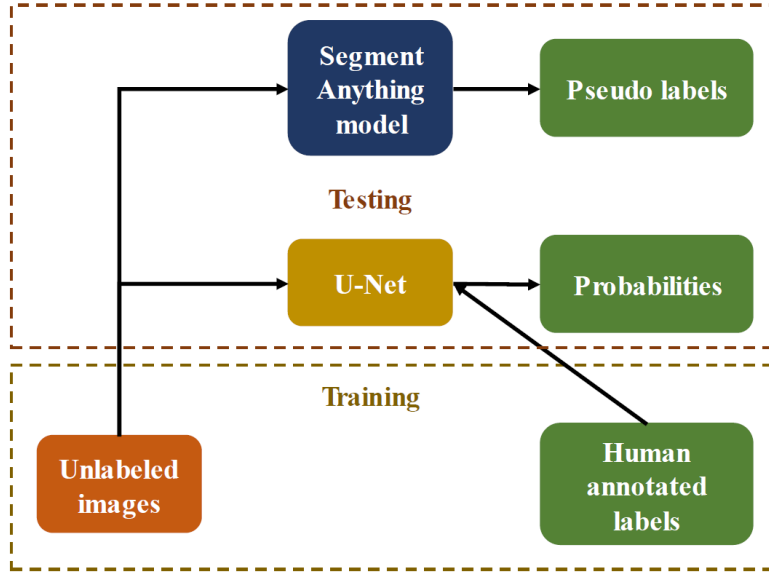 Segment
Anything
model
Pseudo labels
Testing
U-Net
Probabilities
Training
Unlabeled
images
Human
annotated
labels